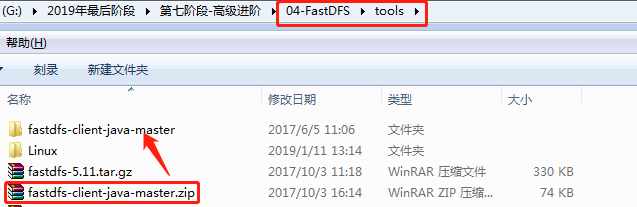 (G:) ▸ 2019年最后阶段 ▸ 第七阶段-高级进阶 ▸ 04-FastDFS ▸ tools ▸
帮助(H)
刻录 新建文件夹
名称 修改日期 类型 大小
fastdfs-client-java-master 2017/6/5 11:06 文件夹
Linux 2019/1/11 13:14 文件夹
fastdfs-5.11.tar.gz 2017/10/3 11:18 WinRAR 压缩文件 330 KB
fastdfs-client-java-master.zip 2017/10/3 16:14 WinRAR ZIP 压缩... 74 KB